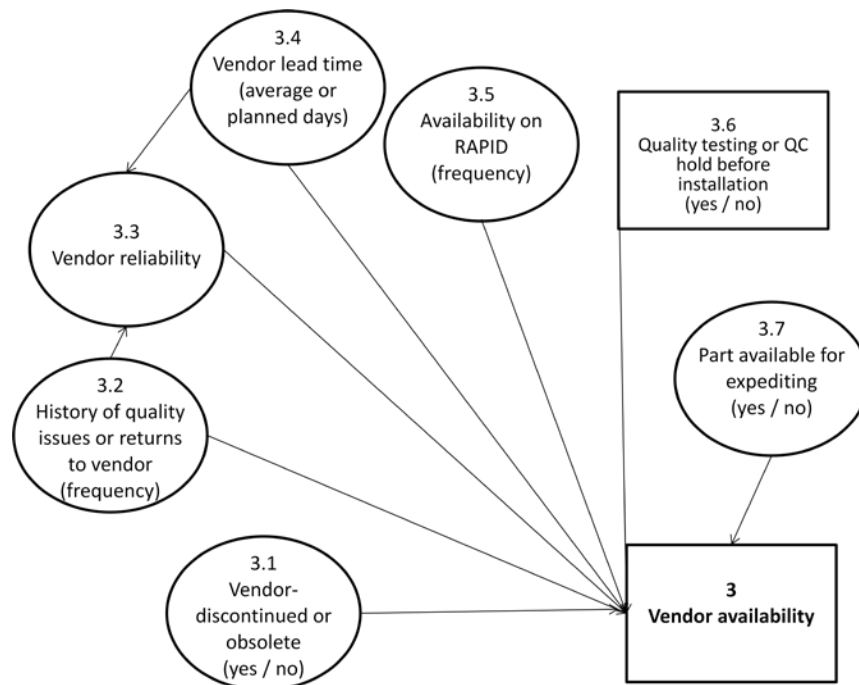 3.4
Vendor lead time
(average or
planned days)
3.5
Availability on
RAPID
(frequency)
3.6
Quality testing or QC
hold before
installation
(yes / no)
3.3
Vendor reliability
3.7
Part available for
expediting
(yes / no)
3.2
History of quality
issues or returns
to vendor
(frequency)
3.1
Vendor-
discontinued or
obsolete
(yes / no)
3
Vendor availability